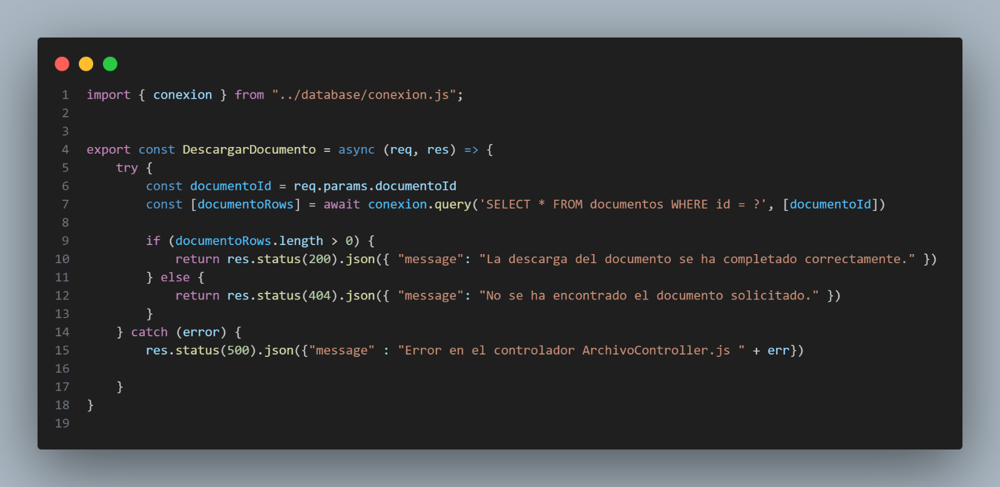 1 import { conexion } from "../database/conexion.js";
2
3
4 export const DescargarDocumento = async (req, res) => {
5     try {
6         const documentoId = req.params.documentoId
7         const [documentoRows] = await conexion.query('SELECT * FROM documentos WHERE id = ?', [documentoId])
8
9         if (documentoRows.length > 0) {
10             return res.status(200).json({ "message": "La descarga del documento se ha completado correctamente." })
11         } else {
12             return res.status(404).json({ "message": "No se ha encontrado el documento solicitado." })
13         }
14     } catch (error) {
15         res.status(500).json({"message" : "Error en el controlador ArchivoController.js " + err})
16
17     }
18 }
19